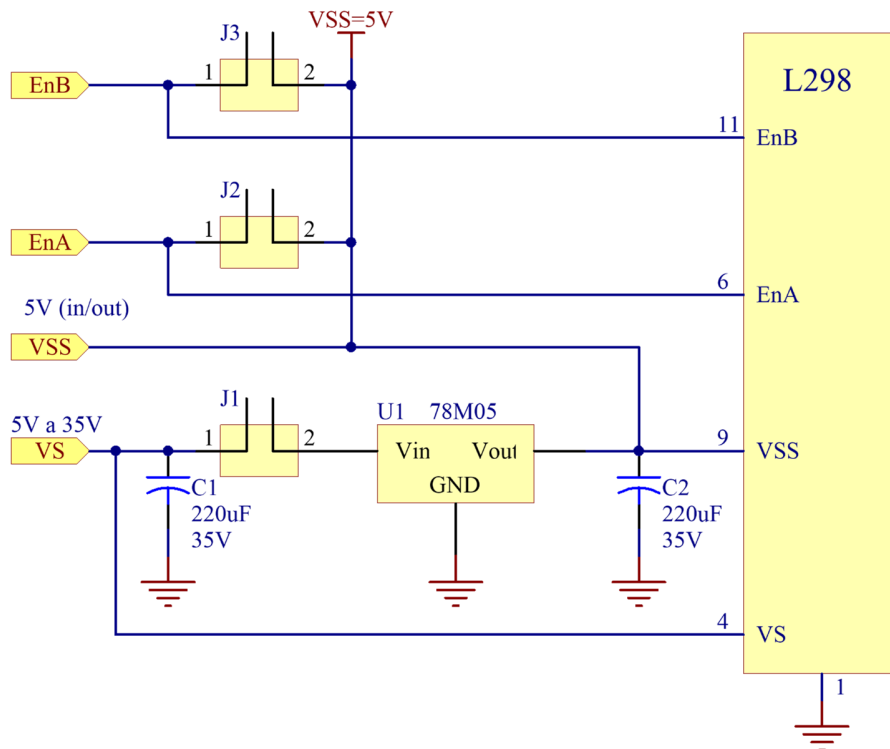 VSS=5V
J3
EnB
1
2
L298
11
EnB
J2
EnA
1
2
6
EnA
5V (in/out)
VSS
5V a 35V
VS
J1
1
2
U1 78M05
Vin
Vout
GND
9
VSS
C1
220uF
35V
C2
220uF
35V
4
VS
1